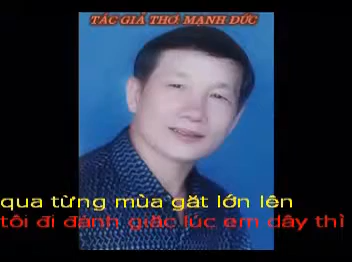 TÁC GIẢ THƠ. MẠNH ĐỨC
qua từng mùa gặt lớn lên
tôi đi đánh giặc lúc em dậy thì